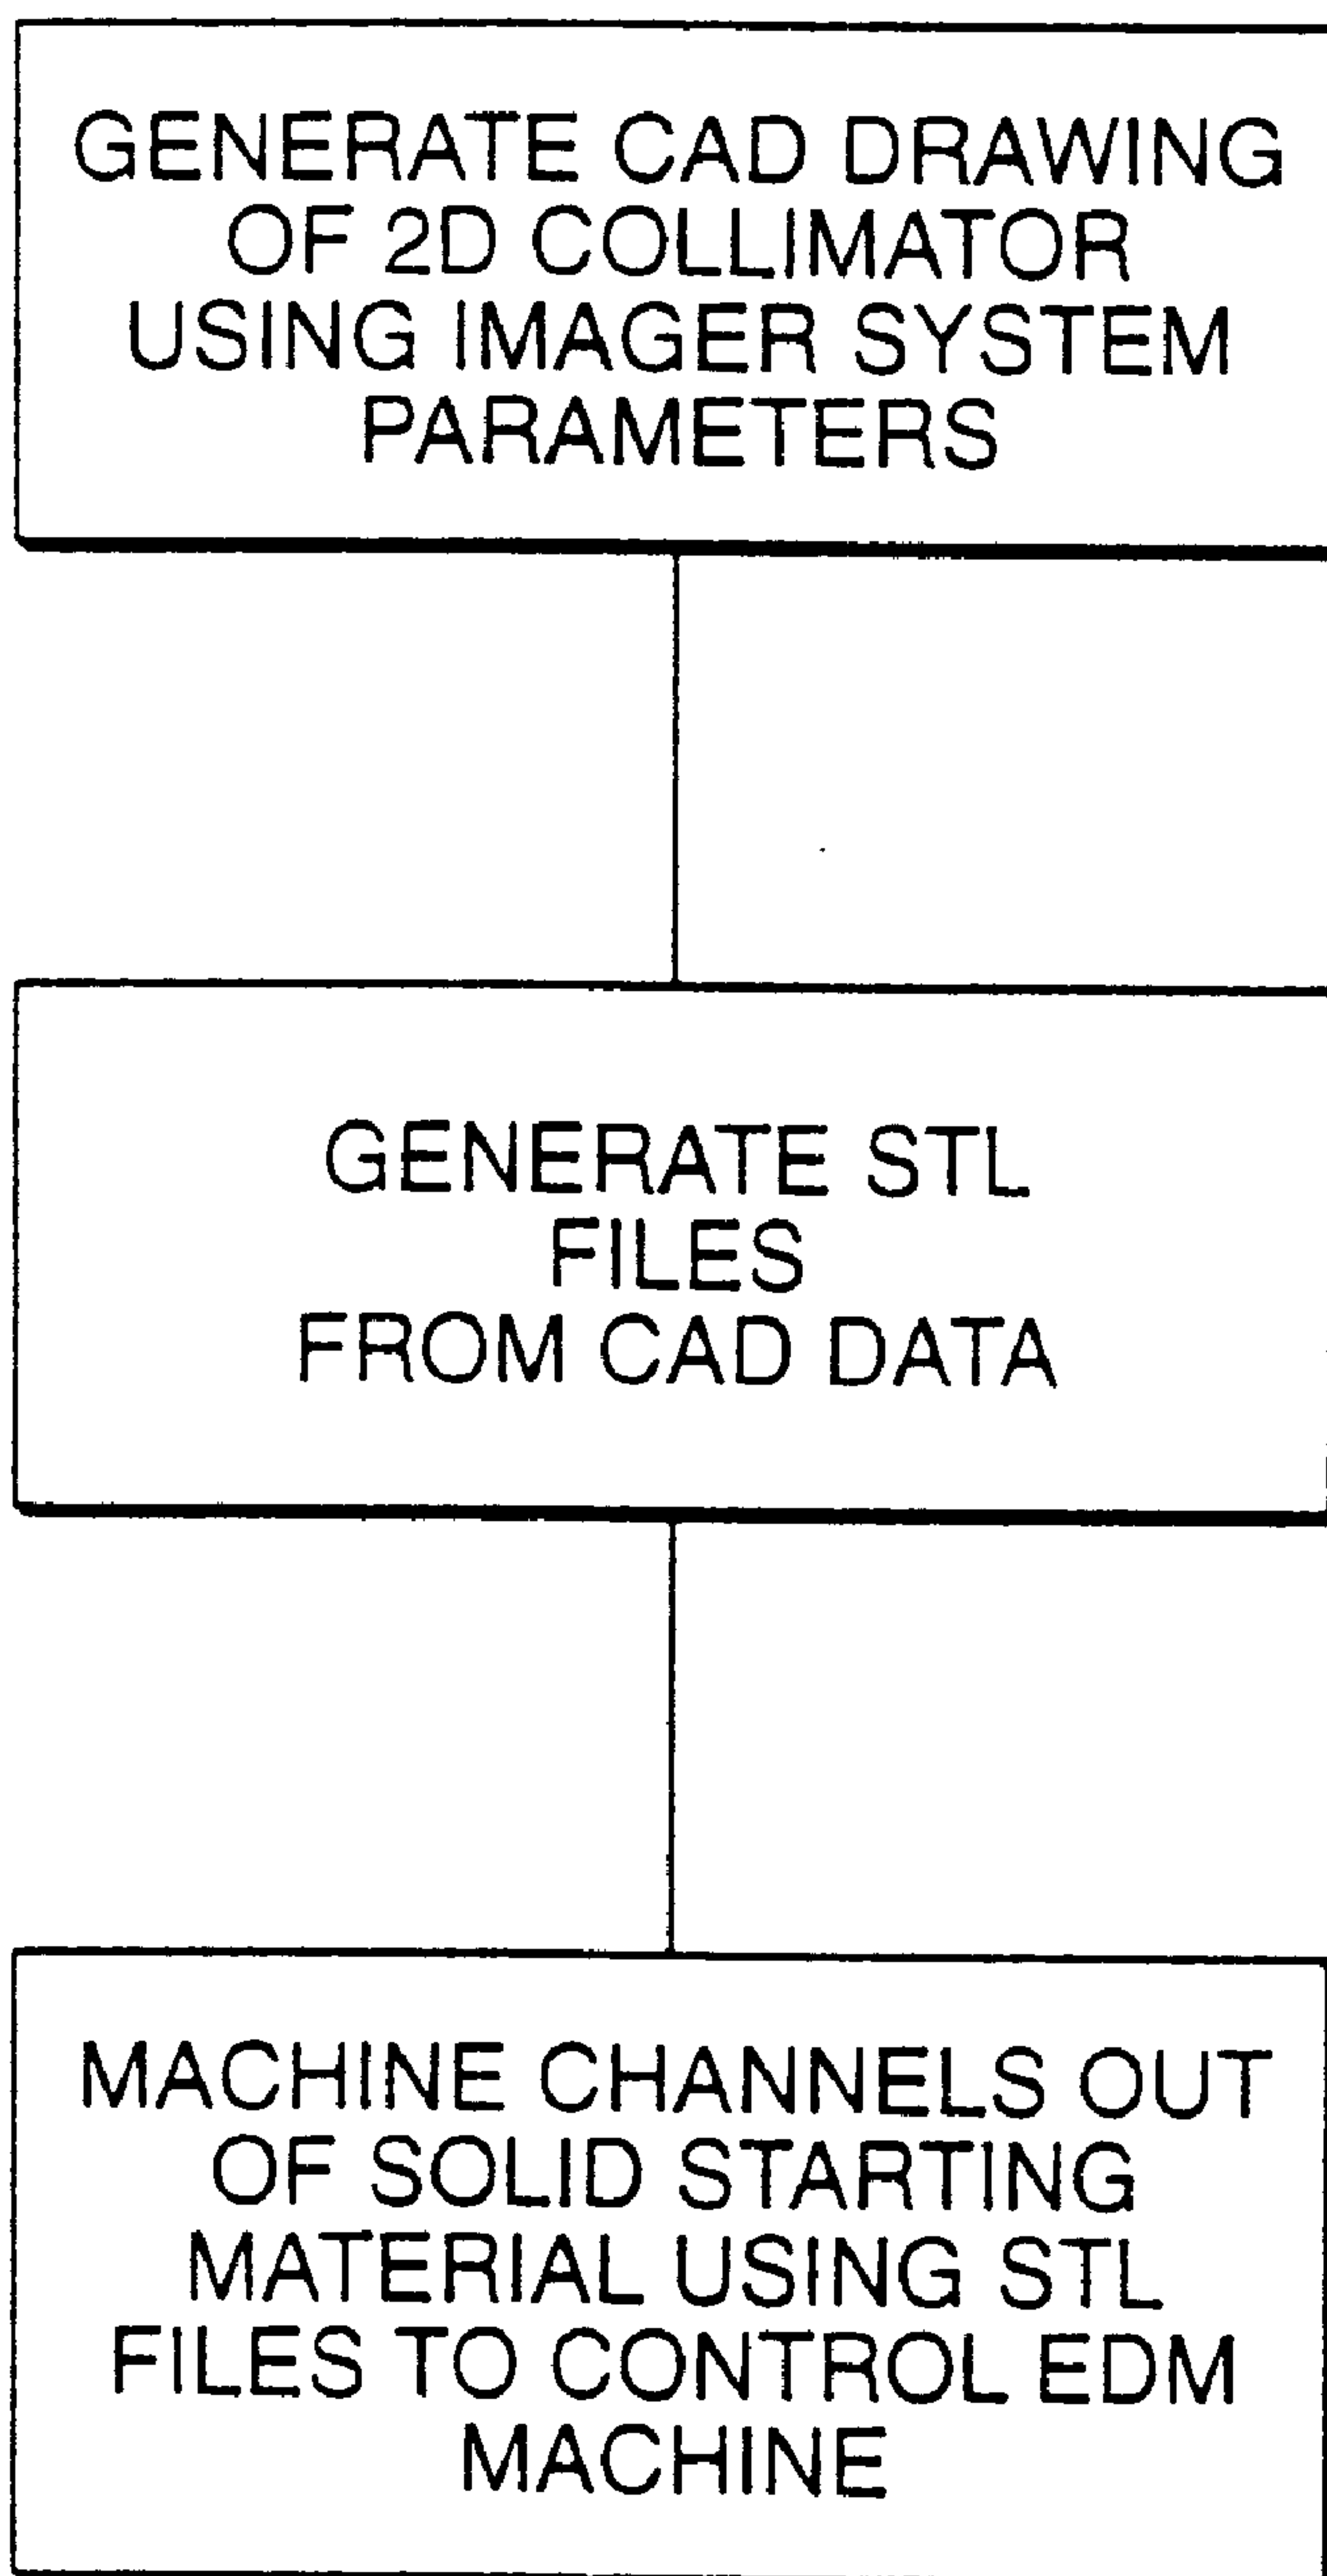 GENERATE CAD DRAWING
OF 2D COLLIMATOR
USING IMAGER SYSTEM
PARAMETERS
GENERATE STL
FILES
FROM CAD DATA
MACHINE CHANNELS OUT
OF SOLID STARTING
MATERIAL USING STL
FILES TO CONTROL EDM
MACHINE